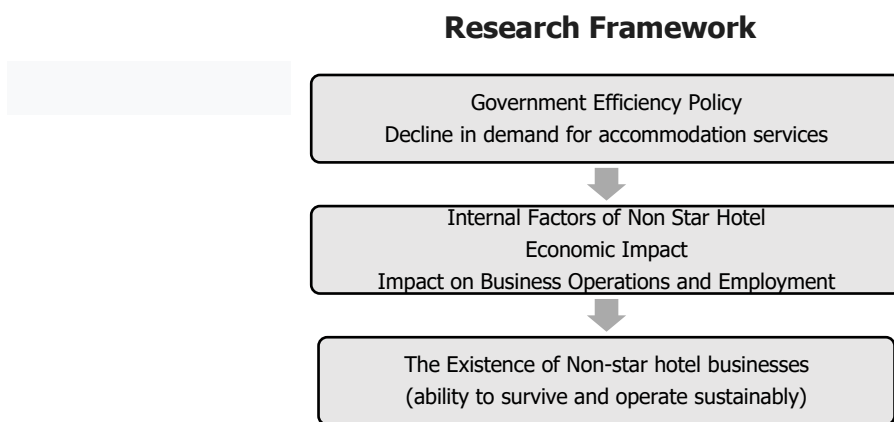 Research Framework
Government Efficiency Policy
Decline in demand for accommodation services
Internal Factors of Non Star Hotel
Economic Impact
Impact on Business Operations and Employment
The Existence of Non-star hotel businesses
(ability to survive and operate sustainably)